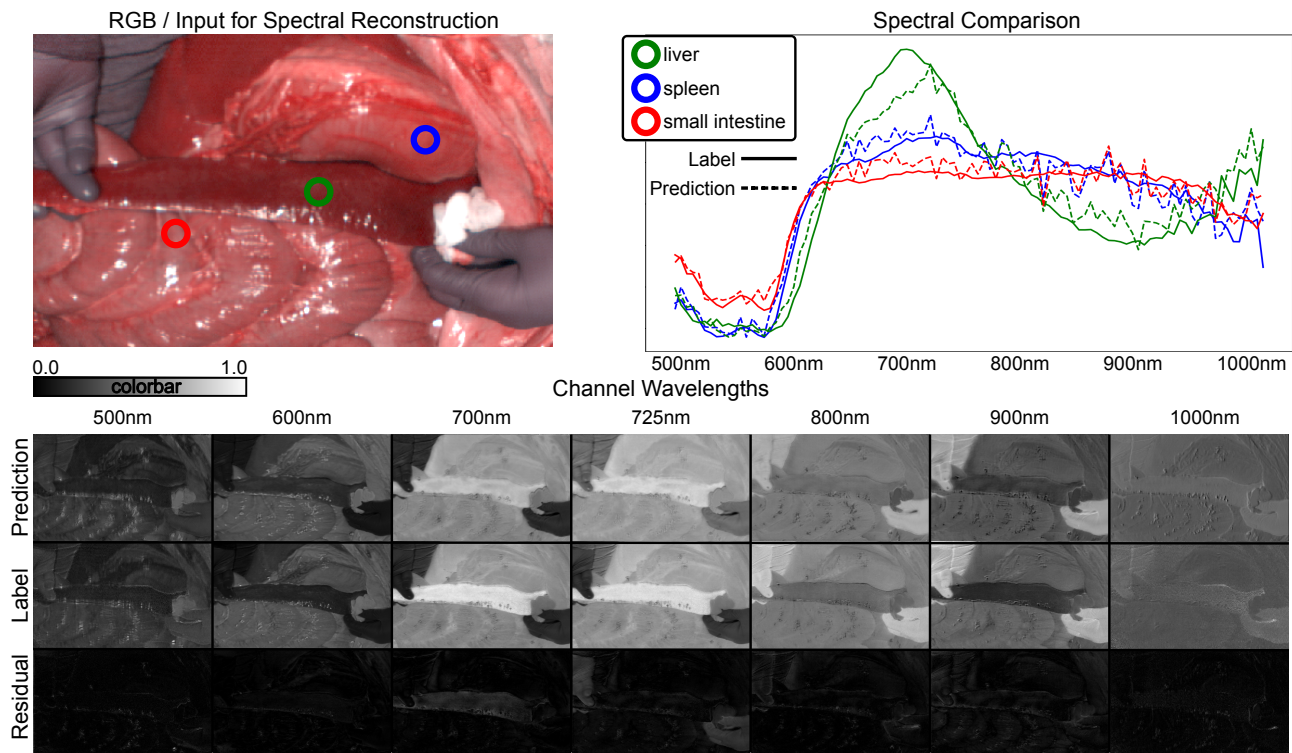 RGB / Input for Spectral Reconstruction
Spectral Comparison
liver
spleen
small intestine
Label
Prediction
500nm 600nm 700nm 800nm 900nm 1000nm
0.0 1.0
colorbar
Channel Wavelengths
500nm 600nm 700nm 725nm 800nm 900nm 1000nm
Prediction
Label
Residual